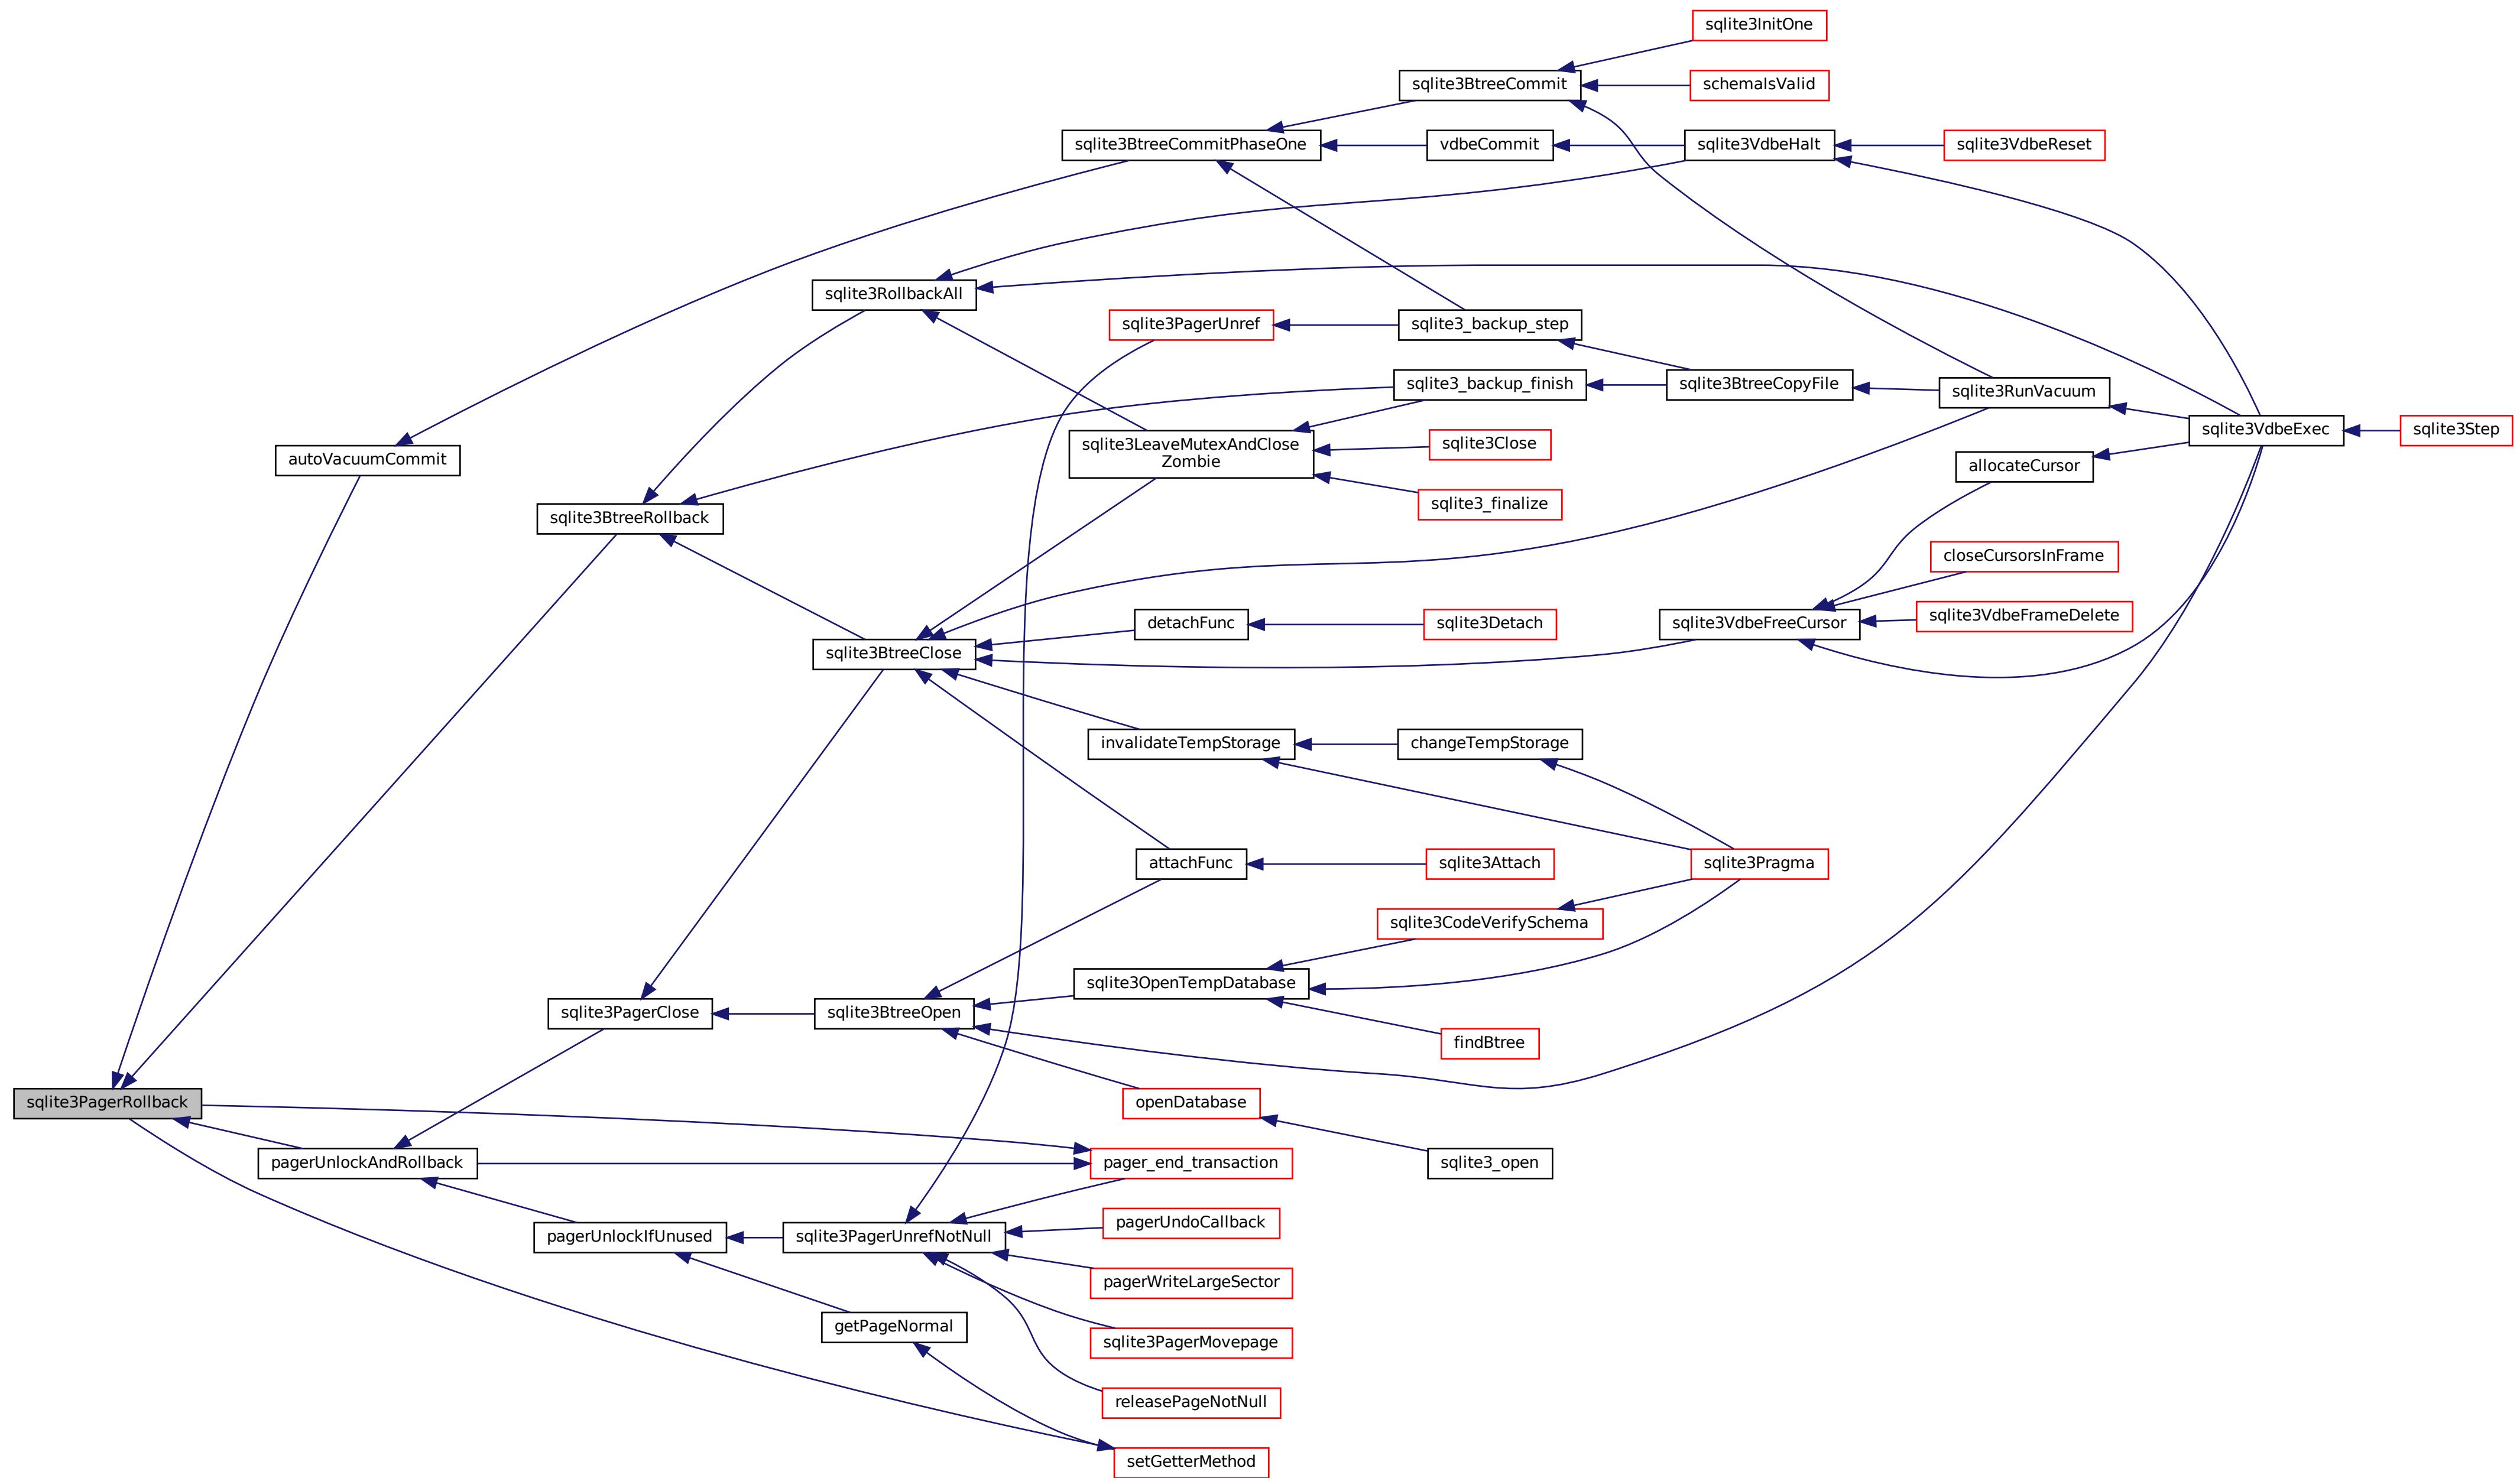 sqlite3InitOne
sqlite3BtreeCommit
schemaIsValid
sqlite3BtreeCommitPhaseOne
vdbeCommit
sqlite3VdbeHalt
sqlite3VdbeReset
sqlite3RollbackAll
sqlite3PagerUnref
sqlite3_backup_step
sqlite3_backup_finish
sqlite3BtreeCopyFile
sqlite3RunVacuum
sqlite3VdbeExec
sqlite3Step
sqlite3LeaveMutexAndClose
Zombie
sqlite3Close
autoVacuumCommit
allocateCursor
sqlite3_finalize
sqlite3BtreeRollback
closeCursorsInFrame
detachFunc
sqlite3Detach
sqlite3VdbeFreeCursor
sqlite3VdbeFrameDelete
sqlite3BtreeClose
invalidateTempStorage
changeTempStorage
attachFunc
sqlite3Attach
sqlite3Pragma
sqlite3CodeVerifySchema
sqlite3OpenTempDatabase
sqlite3PagerClose
sqlite3BtreeOpen
findBtree
sqlite3PagerRollback
openDatabase
pagerUnlockAndRollback
pager_end_transaction
sqlite3_open
pagerUnlockIfUnused
sqlite3PagerUnrefNotNull
pagerUndoCallback
pagerWriteLargeSector
getPageNormal
sqlite3PagerMovepage
releasePageNotNull
setGetterMethod